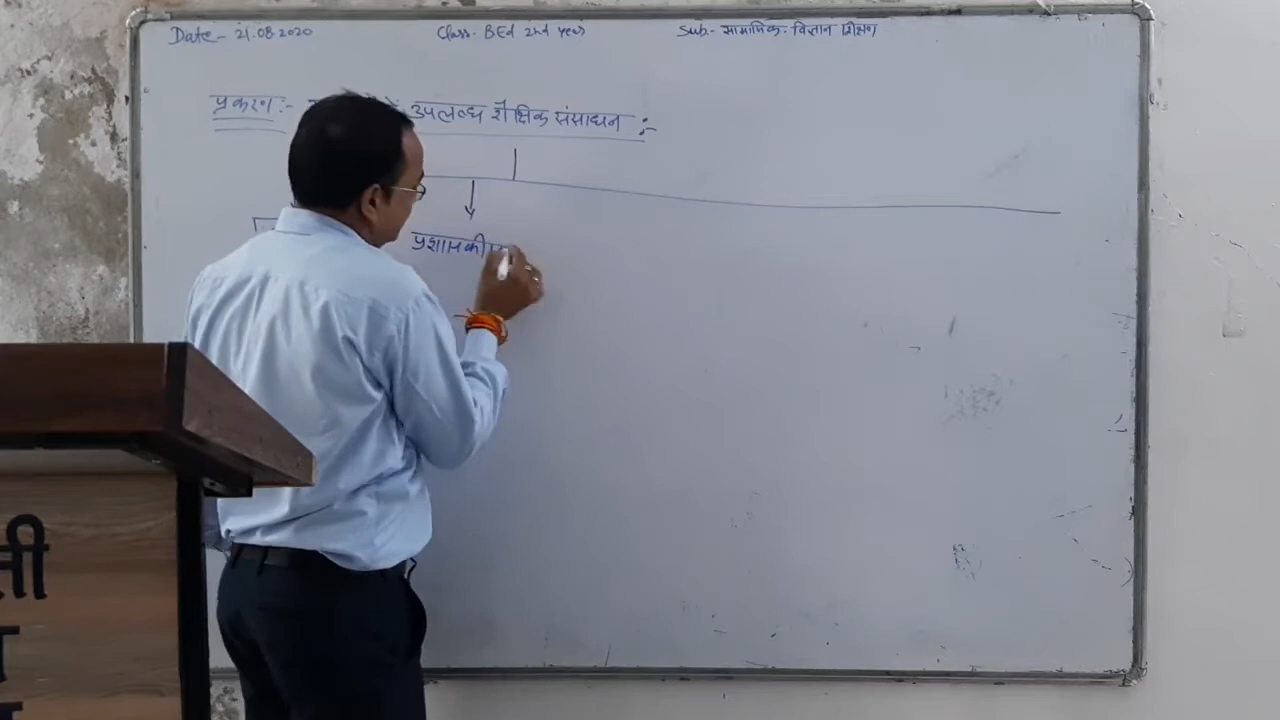 Date- 21.08.2020 Class- BEd 2nd year Sub:- सामाजिक विज्ञान शिक्षण
प्रकरण:- उपलब्ध शैक्षिक संसाधन :-
प्रशासकीय